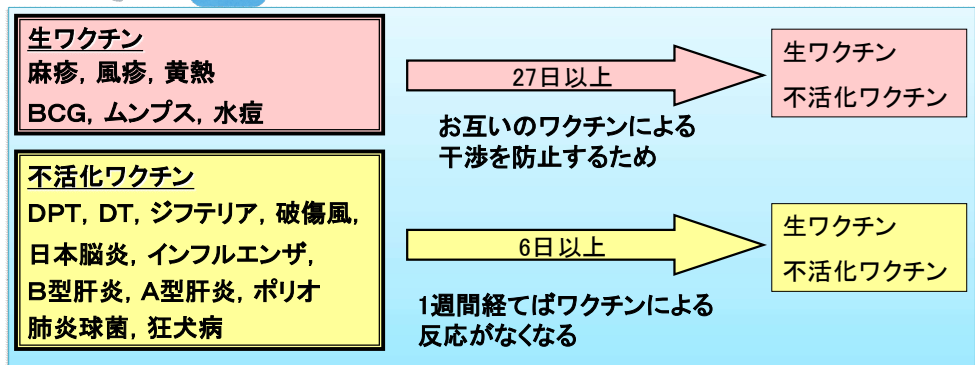 生ワクチン
麻疹，風疹，黄熱
BCG，ムンプス，水痘
27日以上
お互いのワクチンによる
干渉を防止するため
生ワクチン
不活化ワクチン
不活化ワクチン
DPT，DT，ジフテリア，破傷風，
日本脳炎，インフルエンザ，
B型肝炎，A型肝炎，ポリオ
肺炎球菌，狂犬病
6日以上
1週間経てばワクチンによる
反応がなくなる
生ワクチン
不活化ワクチン